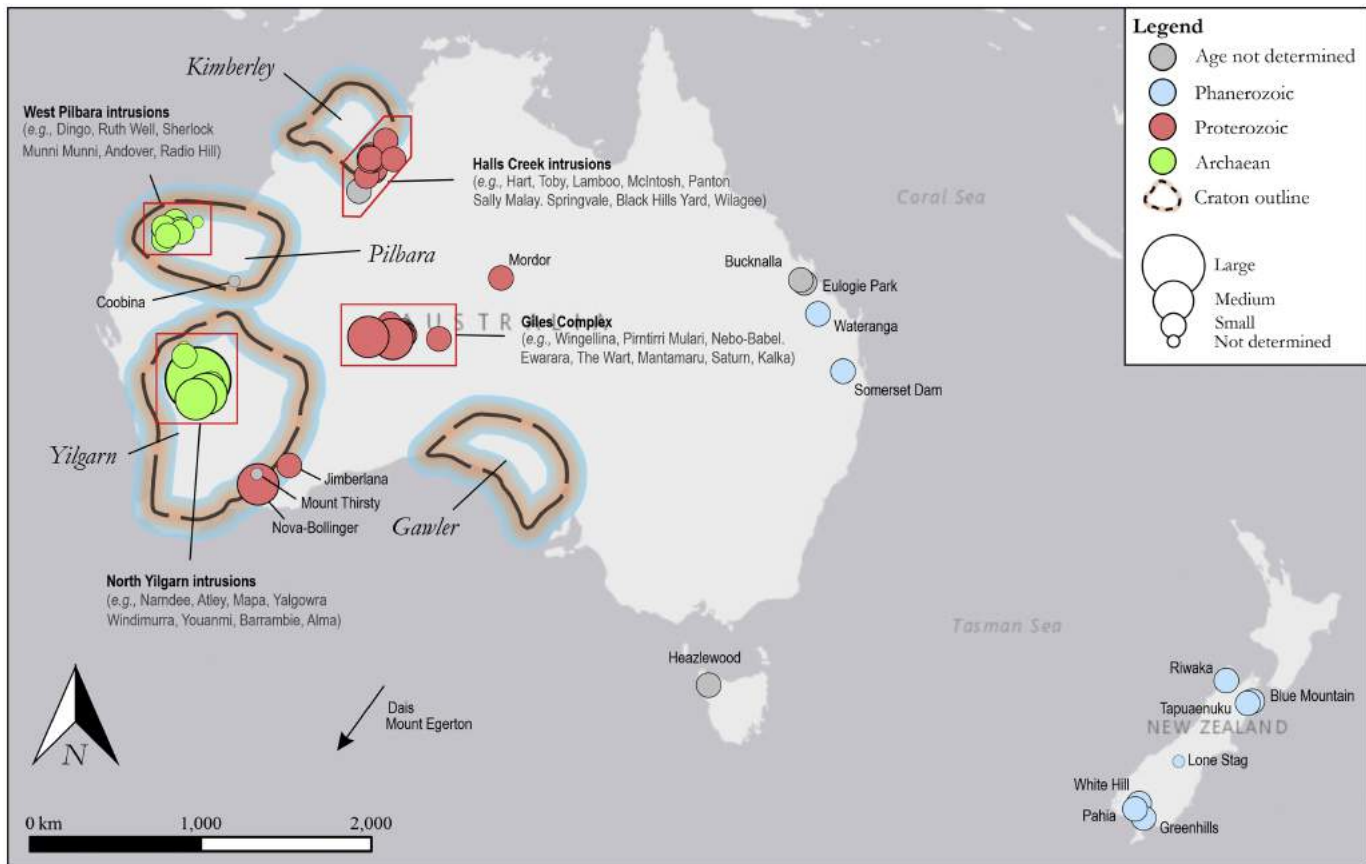 Kimberley
West Pilbara intrusions
(e.g., Dingo, Ruth Well, Sherlock
Munni Munni, Andover, Radio Hill)
Halls Creek intrusions
(e.g., Hart, Toby, Lamboo, McIntosh, Panton
Sally Malay. Springvale, Black Hills Yard, Wilagee)
Coral Sea
Pilbara
Coobina
Mordor
Bucknalla
Eulogie Park
Wateranga
AUSTRALIA
Giles Complex
(e.g., Wingellina, Pirntirri Mulari, Nebo-Babel.
Ewarara, The Wart, Mantamaru, Saturn, Kalka)
Somerset Dam
Yilgarn
Jimberlana
Mount Thirsty
Nova-Bollinger
Gawler
North Yilgarn intrusions
(e.g., Narndee, Atley, Mapa, Yalgowra
Windimurra, Youanmi, Barrambie, Alma)
Tasman Sea
Heazlewood
Riwaka
Blue Mountain
Tapuaenuku
NEW ZEALAND
Lone Stag
White Hill
Pahia
Greenhills
Dais
Mount Egerton
N
0 km
1,000
2,000
Legend
Age not determined
Phanerozoic
Proterozoic
Archaean
Craton outline
Large
Medium
Small
Not determined